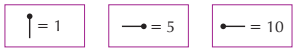 = 1
= 5
= 10